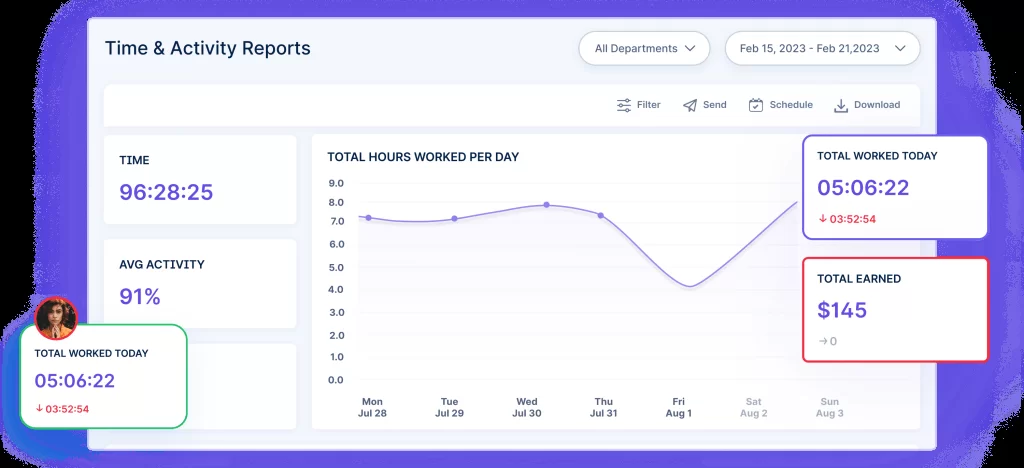 Time & Activity Reports
All Departments
Feb 15, 2023 - Feb 21,2023
Filter
Send
Schedule
Download
TIME
96:28:25
AVG ACTIVITY
91%
TOTAL WORKED TODAY
05:06:22
↓ 03:52:54
TOTAL HOURS WORKED PER DAY
9.0
8.0
7.0
6.0
5.0
4.0
3.0
2.0
1.0
0.0
Mon
Jul 28
Tue
Jul 29
Wed
Jul 30
Thu
Jul 31
Fri
Aug 1
Sat
Aug 2
Sun
Aug 3
TOTAL WORKED TODAY
05:06:22
↓ 03:52:54
TOTAL EARNED
$145
→ 0